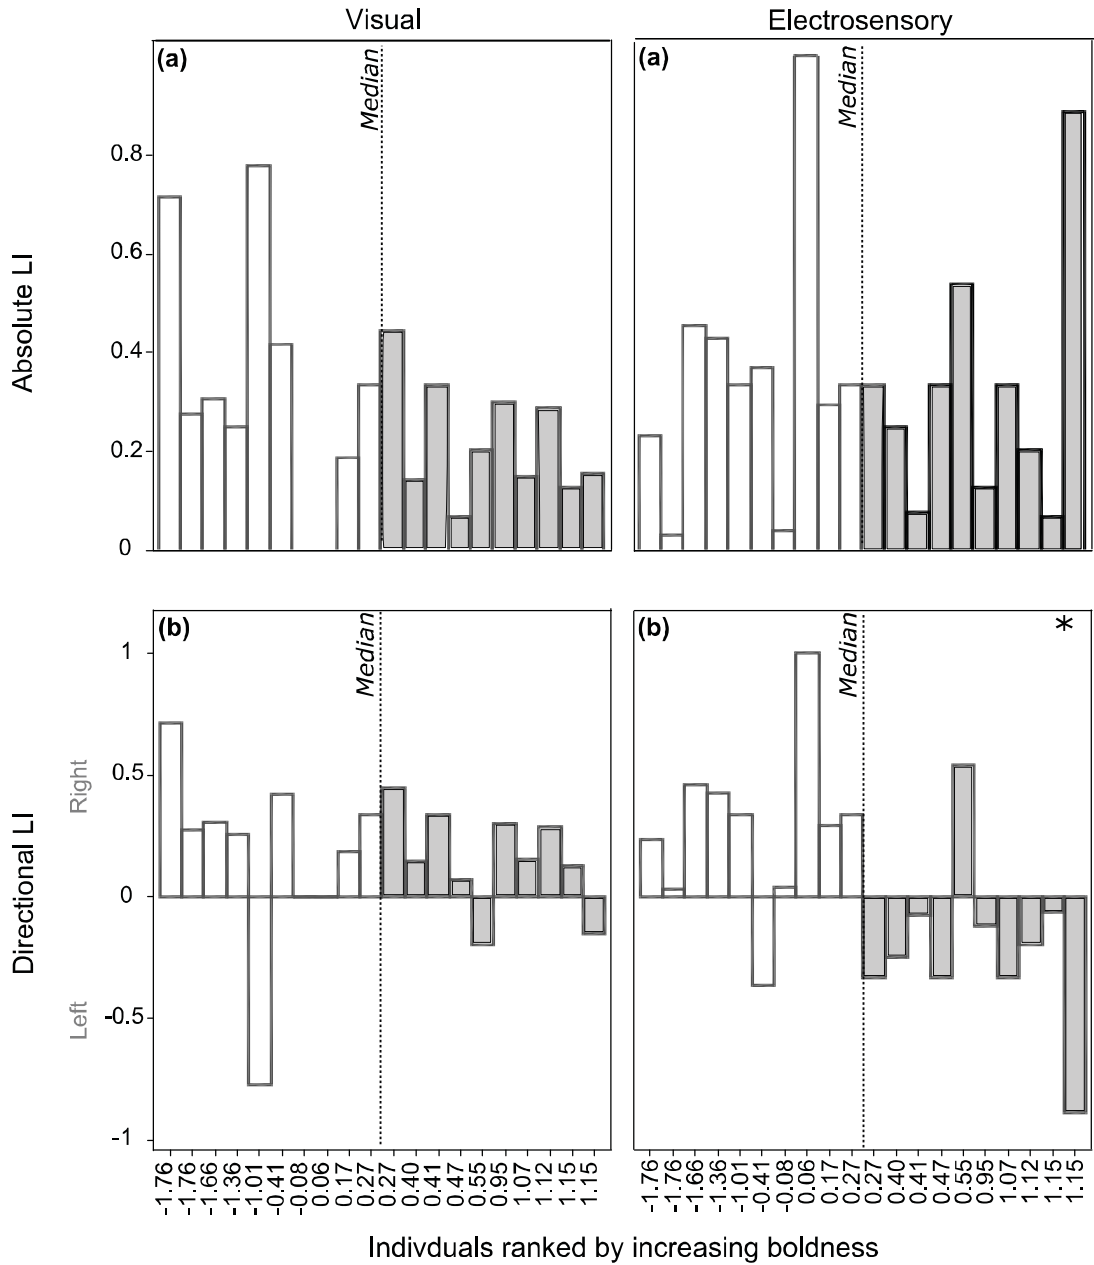 Visual
Electrosensory
(a)
Median
(a)
Median
Absolute LI
0.8
0.6
0.4
0.2
0
(b)
Median
(b)
Median
*
Directional LI
Right
Left
1
0.5
0
-0.5
-1
-1.76 -1.76 -1.66 -1.36 -1.01 -0.41 -0.08 0.06 0.17 0.27 0.27 0.40 0.41 0.47 0.55 0.95 1.07 1.12 1.15 1.15
-1.76 -1.76 -1.66 -1.36 -1.01 -0.41 -0.08 0.06 0.17 0.27 0.27 0.40 0.41 0.47 0.55 0.95 1.07 1.12 1.15 1.15
Indivduals ranked by increasing boldness